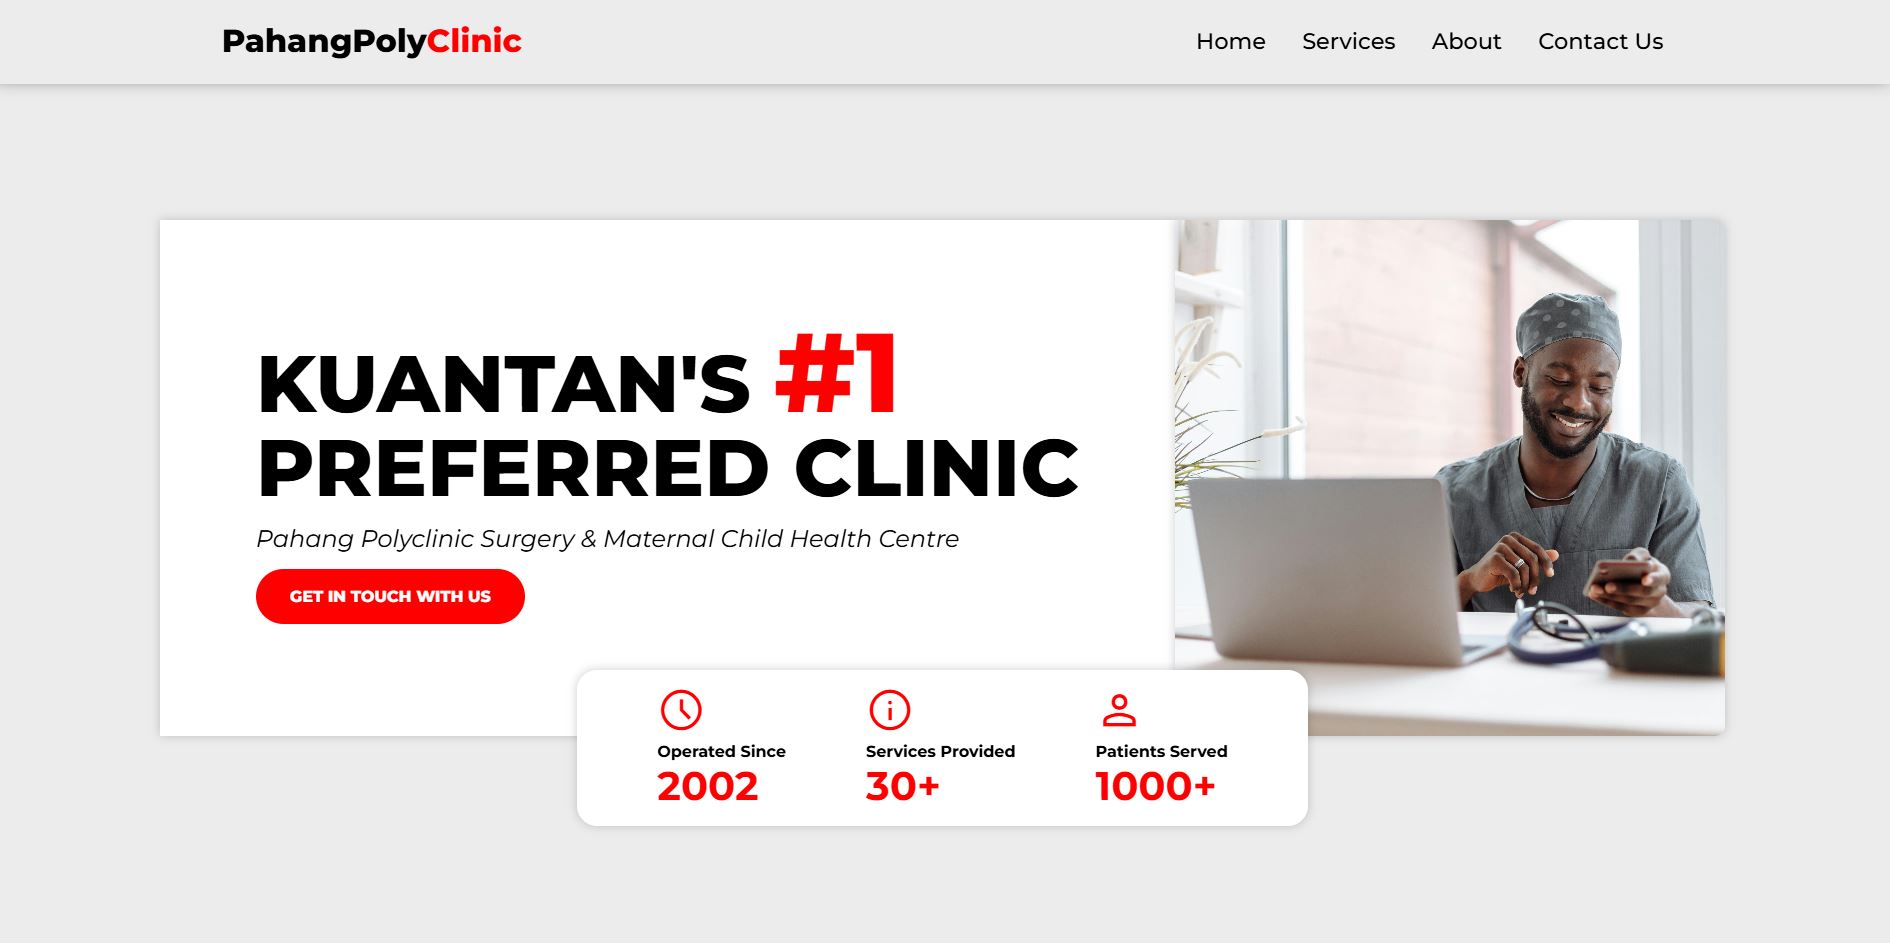 PahangPolyClinic
Home Services About Contact Us
KUANTAN'S #1
PREFERRED CLINIC
Pahang Polyclinic Surgery & Maternal Child Health Centre
GET IN TOUCH WITH US
Operated Since
2002
Services Provided
30+
Patients Served
1000+